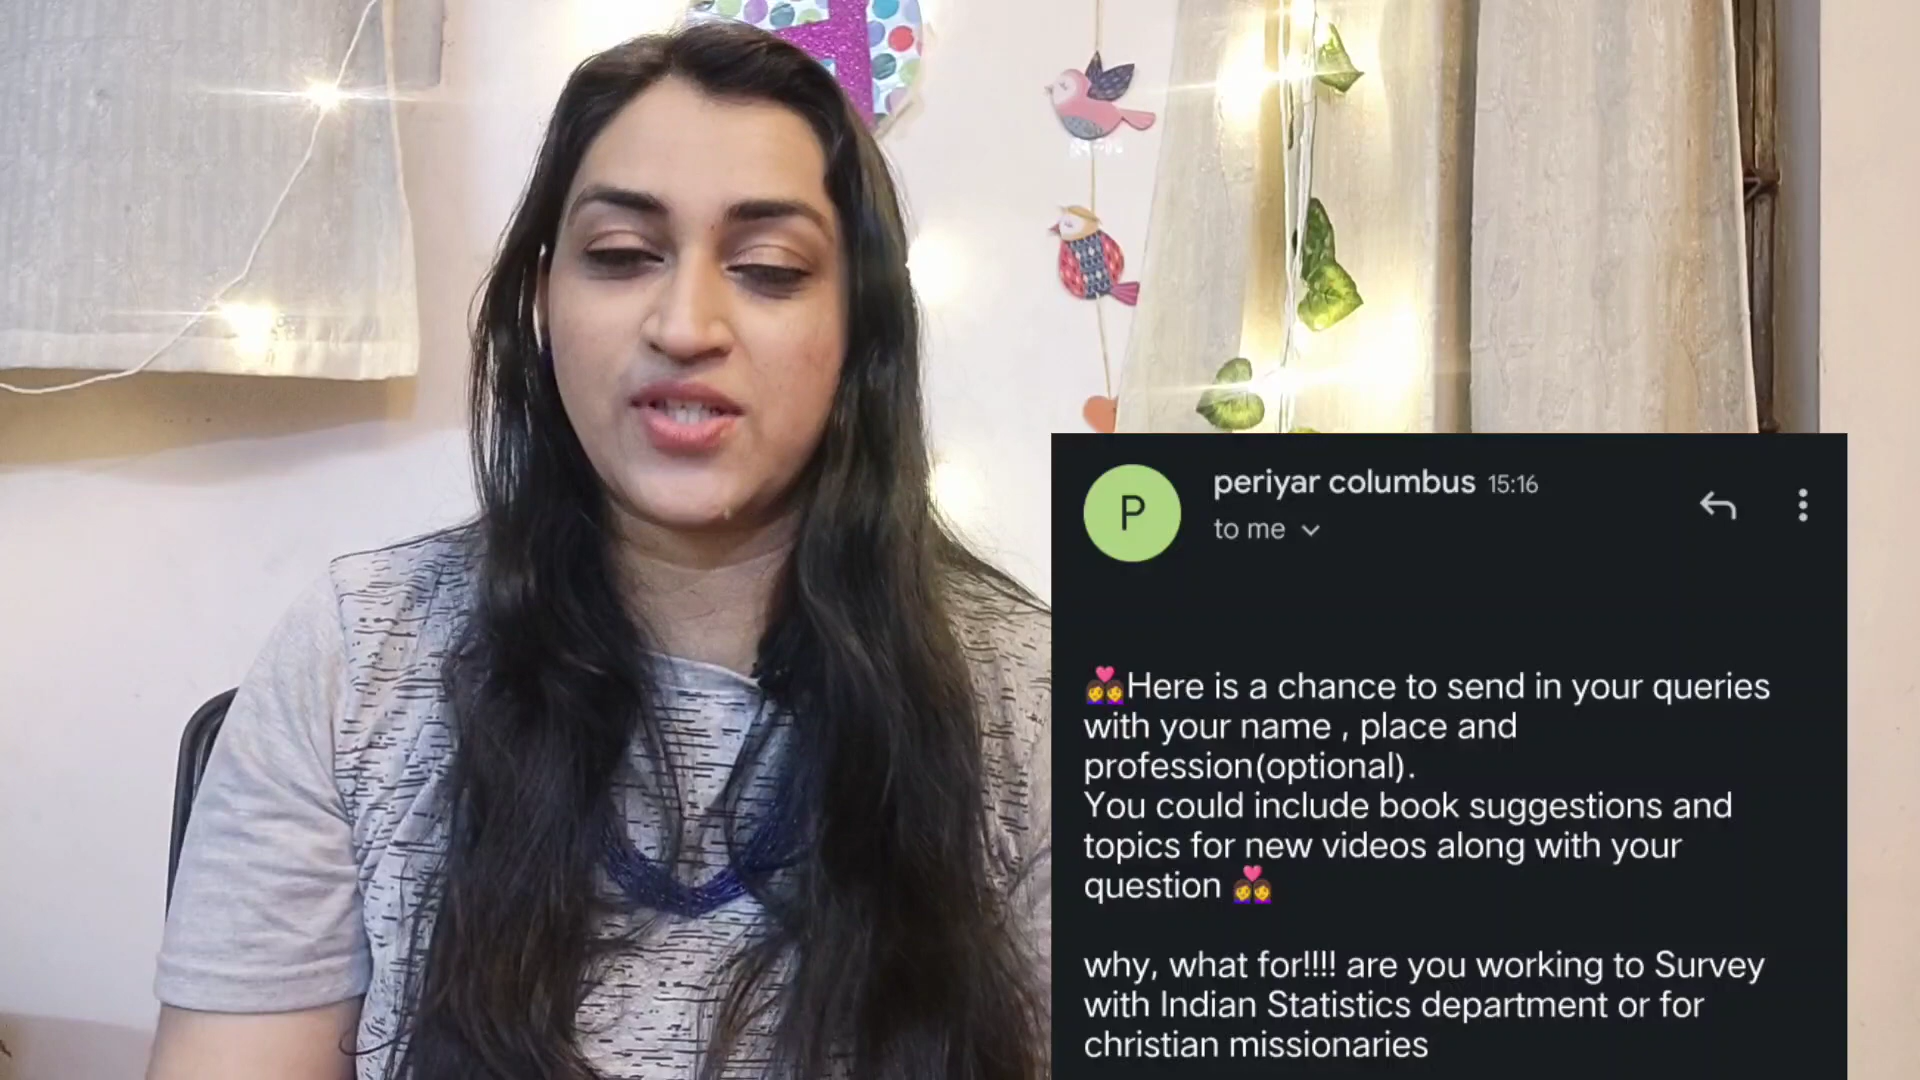 P
periyar columbus 15:16
to me
👩‍❤️‍👩Here is a chance to send in your queries
with your name , place and
profession(optional).
You could include book suggestions and
topics for new videos along with your
question 👩‍❤️‍👩
why, what for!!!! are you working to Survey
with Indian Statistics department or for
christian missionaries